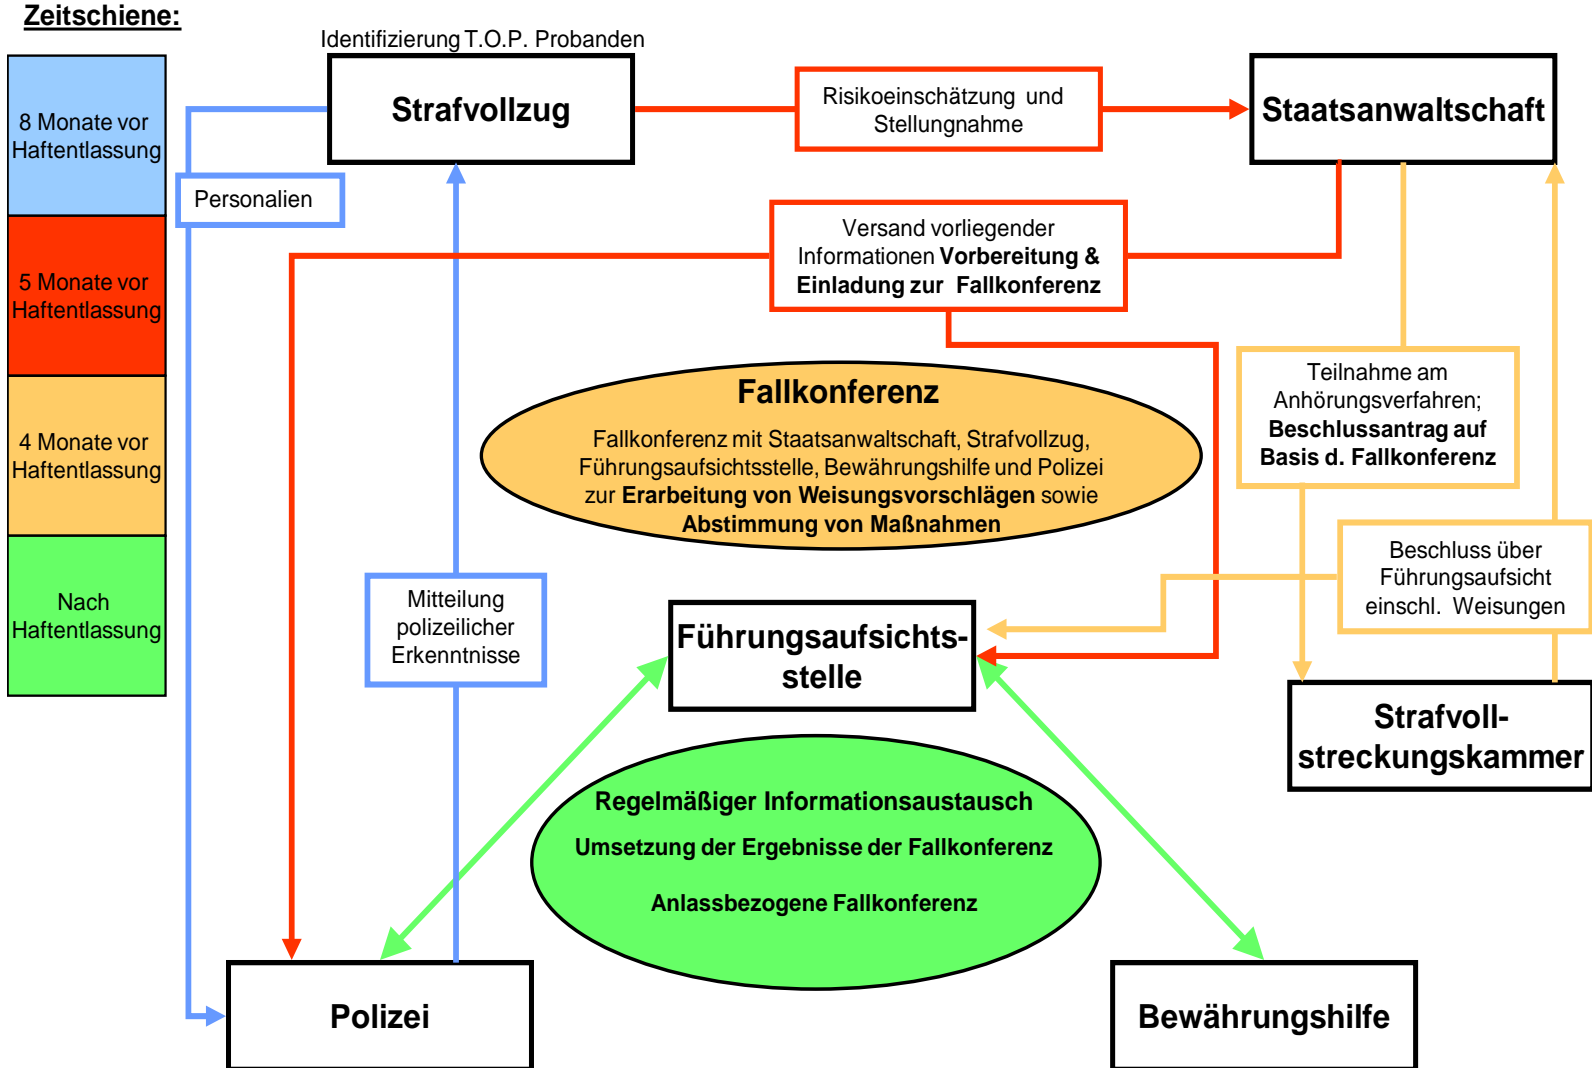 Zeitschiene:
8 Monate vor
Haftentlassung
5 Monate vor
Haftentlassung
4 Monate vor
Haftentlassung
Nach
Haftentlassung
Identifizierung T.O.P. Probanden
Strafvollzug
Risikoeinschätzung und
Stellungnahme
Staatsanwaltschaft
Personalien
Versand vorliegender
Informationen Vorbereitung &
Einladung zur Fallkonferenz
Teilnahme am
Anhörungsverfahren;
Beschlussantrag auf
Basis d. Fallkonferenz
Fallkonferenz
Fallkonferenz mit Staatsanwaltschaft, Strafvollzug,
Führungsaufsichtsstelle, Bewährungshilfe und Polizei
zur Erarbeitung von Weisungsvorschlägen sowie
Abstimmung von Maßnahmen
Beschluss über
Führungsaufsicht
einschl. Weisungen
Mitteilung
polizeilicher
Erkenntnisse
Führungsaufsichts-
stelle
Strafvoll-
streckungskammer
Regelmäßiger Informationsaustausch
Umsetzung der Ergebnisse der Fallkonferenz
Anlassbezogene Fallkonferenz
Polizei
Bewährungshilfe